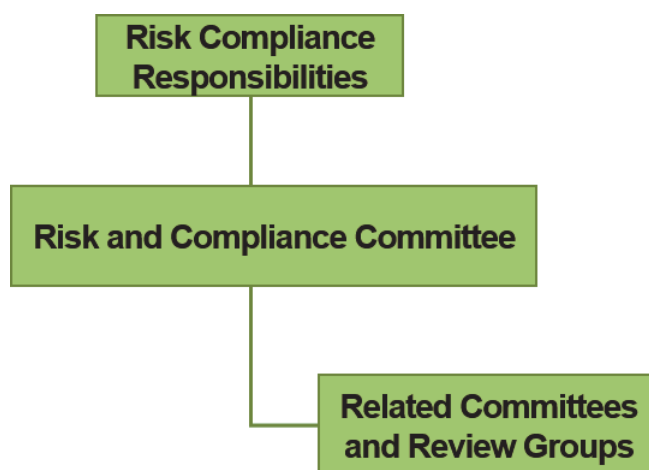 Risk Compliance
Responsibilities
Risk and Compliance Committee
Related Committees
and Review Groups